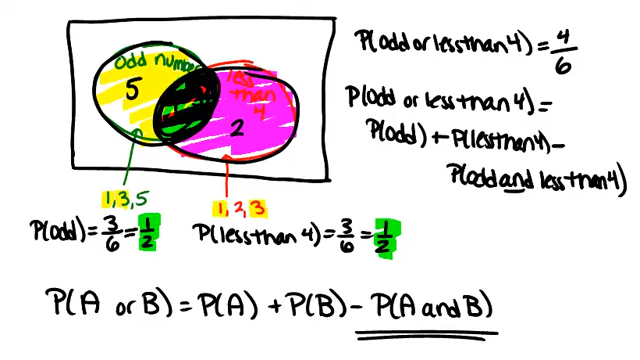 odd number
5
less
than
4
2
1,3,5
1,2,3
P(odd) = 3/6 = 1/2
P(less than 4) = 3/6 = 1/2
P(odd or less than 4) = 4/6
P(odd or less than 4) =
P(odd) + P(less than 4) -
P(odd and less than 4)
P(A or B) = P(A) + P(B) - P(A and B)